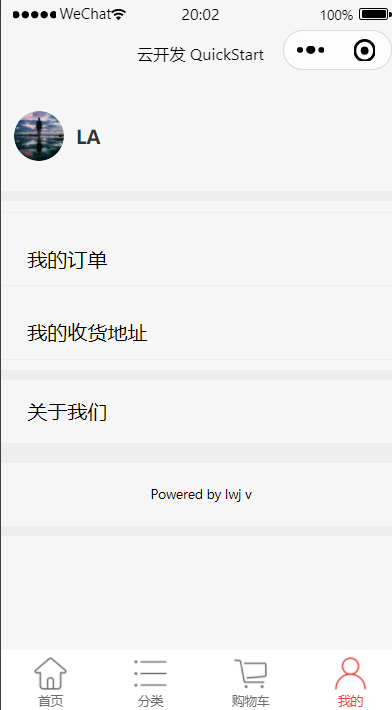 WeChat 20:02 100%
云开发 QuickStart
LA
我的订单
我的收货地址
关于我们
Powered by lwj v
首页 分类 购物车 我的